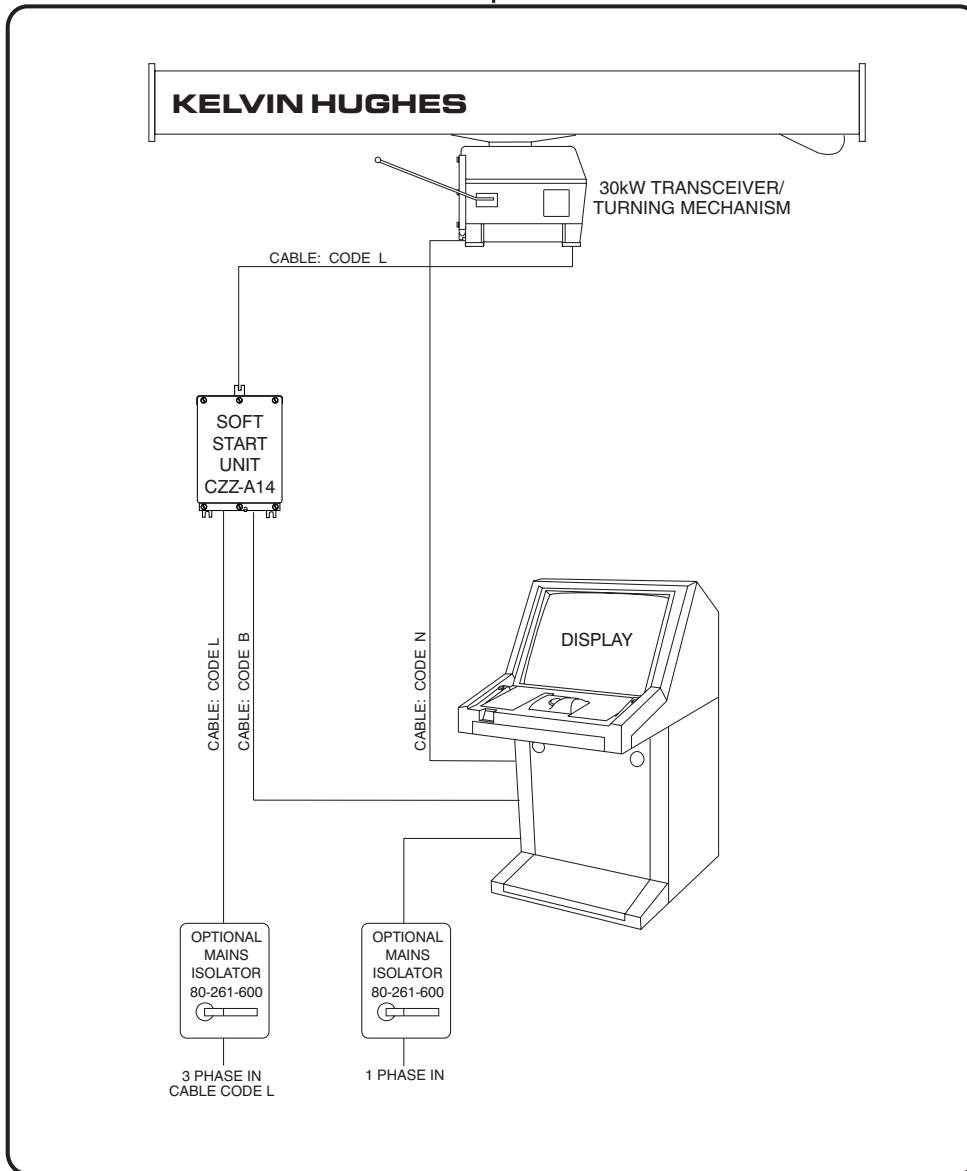 KELVIN HUGHES
30kW TRANSCEIVER/
TURNING MECHANISM
CABLE: CODE L
SOFT
START
UNIT
CZZ-A14
CABLE: CODE L
CABLE: CODE B
CABLE: CODE N
DISPLAY
OPTIONAL
MAINS
ISOLATOR
80-261-600
3 PHASE IN
CABLE CODE L
OPTIONAL
MAINS
ISOLATOR
80-261-600
1 PHASE IN